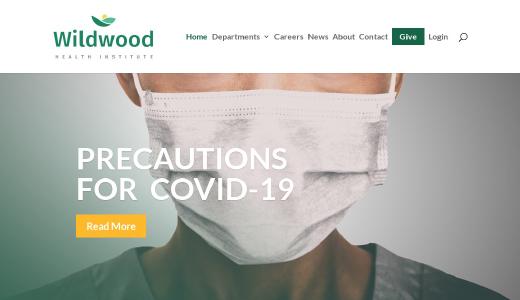 Wildwood
HEALTH INSTITUTE
Home Departments Careers News About Contact Give Login
PRECAUTIONS
FOR COVID-19
Read More